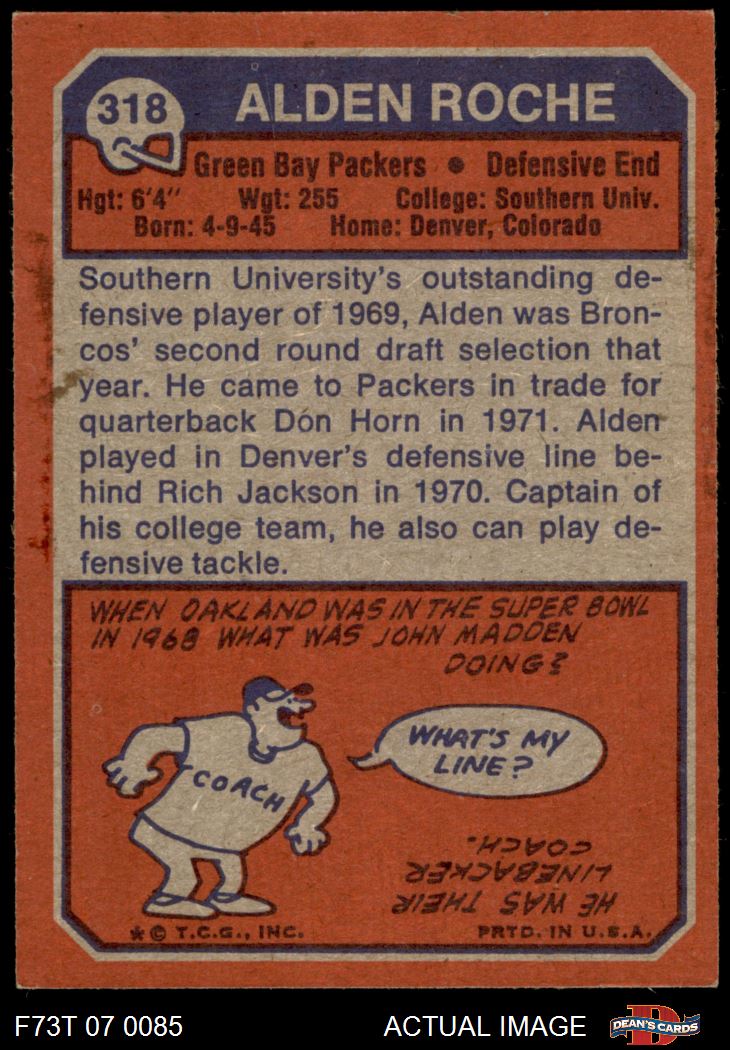 318
ALDEN ROCHE
Green Bay Packers • Defensive End
Hgt: 6'4" Wgt: 255 College: Southern Univ.
Born: 4-9-45 Home: Denver, Colorado
Southern University's outstanding de-
fensive player of 1969, Alden was Bron-
cos' second round draft selection that
year. He came to Packers in trade for
quarterback Don Horn in 1971. Alden
played in Denver's defensive line be-
hind Rich Jackson in 1970. Captain of
his college team, he also can play de-
fensive tackle.
WHEN OAKLAND WAS IN THE SUPER BOWL
IN 1968 WHAT WAS JOHN MADDEN
DOING?
COACH
WHAT'S MY
LINE?
HE WAS THEIR
LINEBACKER
COACH.
* © T.C.G., INC.
PRTD. IN U.S.A.
F73T 07 0085
ACTUAL IMAGE
D
DEAN'S CARDS